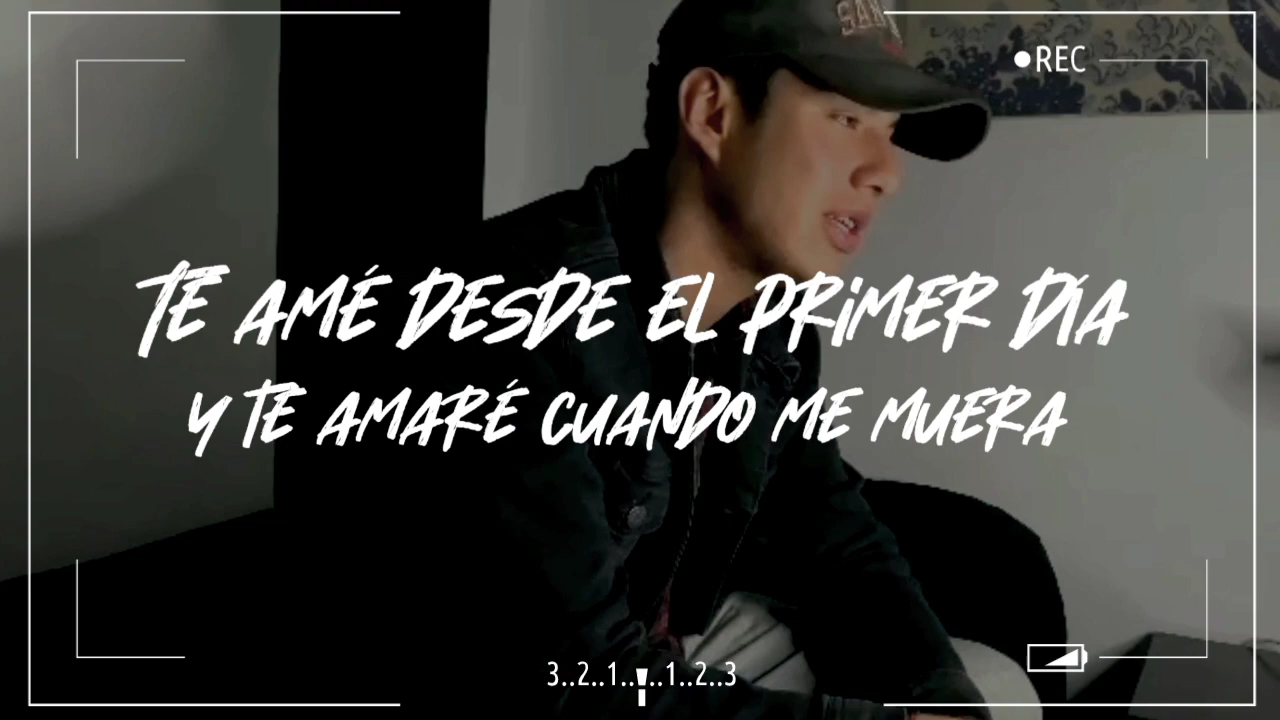 REC
TE AMÉ DESDE EL PRIMER DÍA
Y TE AMARÉ CUANDO ME MUERA
3..2..1.. ..1..2..3